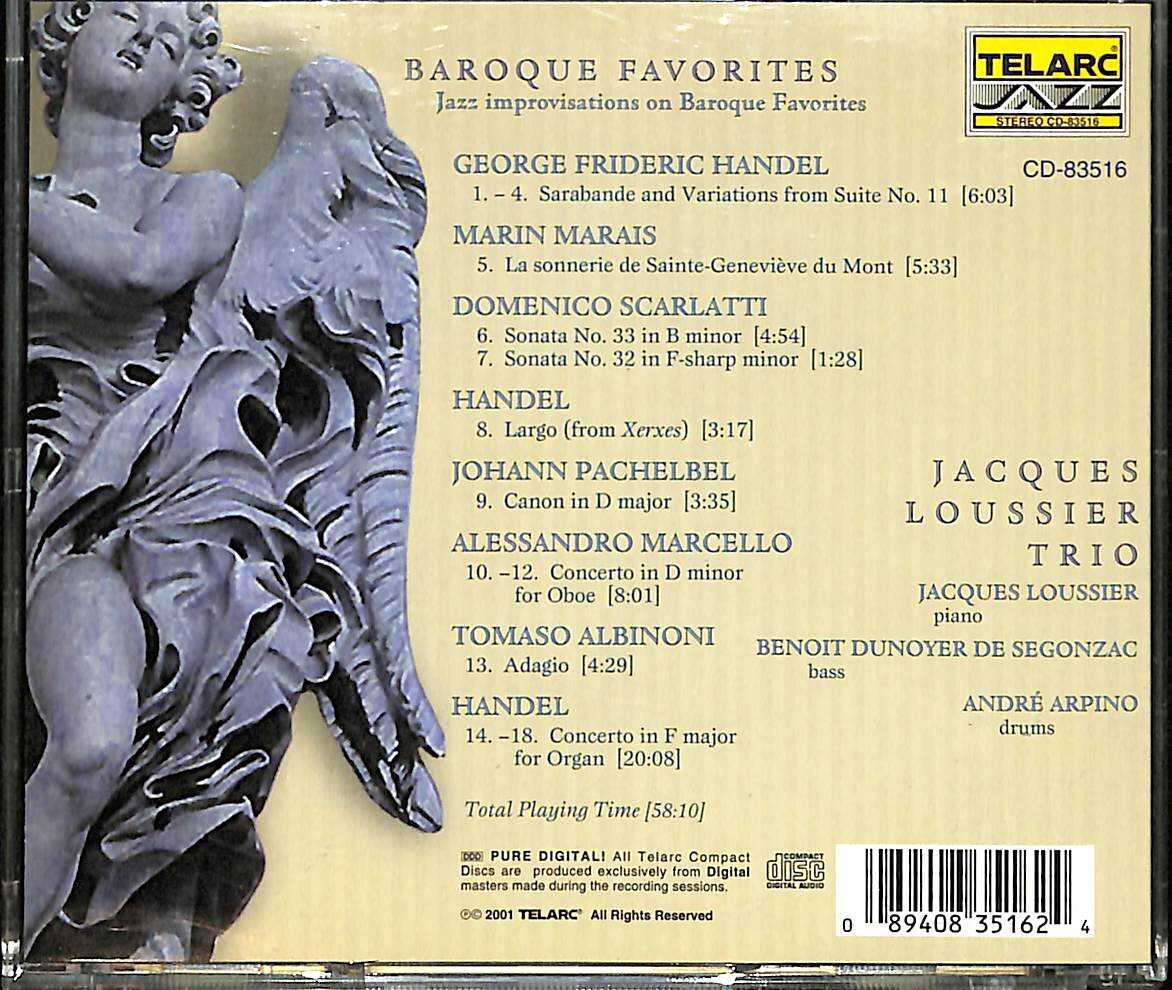 BAROQUE FAVORITES
Jazz improvisations on Baroque Favorites
TELARC®
JAZZ
STEREO CD-83516
CD-83516
GEORGE FRIDERIC HANDEL
1. – 4. Sarabande and Variations from Suite No. 11 [6:03]
MARIN MARAIS
5. La sonnerie de Sainte-Geneviève du Mont [5:33]
DOMENICO SCARLATTI
6. Sonata No. 33 in B minor [4:54]
7. Sonata No. 32 in F-sharp minor [1:28]
HANDEL
8. Largo (from Xerxes) [3:17]
JOHANN PACHELBEL
9. Canon in D major [3:35]
ALESSANDRO MARCELLO
10. –12. Concerto in D minor
for Oboe [8:01]
TOMASO ALBINONI
13. Adagio [4:29]
HANDEL
14. –18. Concerto in F major
for Organ [20:08]
Total Playing Time [58:10]
JACQUES
LOUSSIER
TRIO
JACQUES LOUSSIER
piano
BENOIT DUNOYER DE SEGONZAC
bass
ANDRÉ ARPINO
drums
DDD PURE DIGITAL! All Telarc Compact
Discs are produced exclusively from Digital
masters made during the recording sessions.
℗© 2001 TELARC® All Rights Reserved
COMPACT
disc
DIGITAL AUDIO
0 89408 35162 4